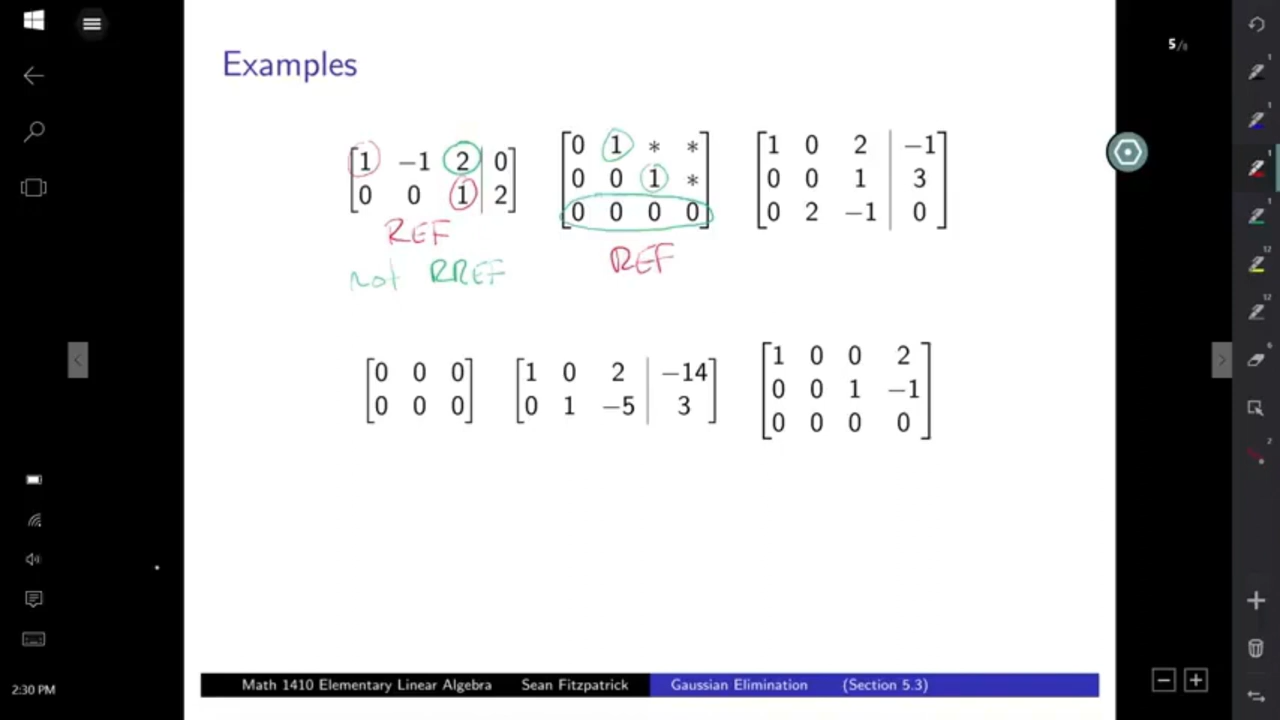 5/8
Examples
[1 −1 2 | 0]
[0 0 1 | 2]
REF
not RREF
[0 1 * *]
[0 0 1 *]
[0 0 0 0]
REF
[1 0 2 | −1]
[0 0 1 | 3]
[0 2 −1 | 0]
[0 0 0]
[0 0 0]
[1 0 2 | −14]
[0 1 −5 | 3]
[1 0 0 2]
[0 0 1 −1]
[0 0 0 0]
Math 1410 Elementary Linear Algebra Sean Fitzpatrick Gaussian Elimination (Section 5.3)
2:30 PM